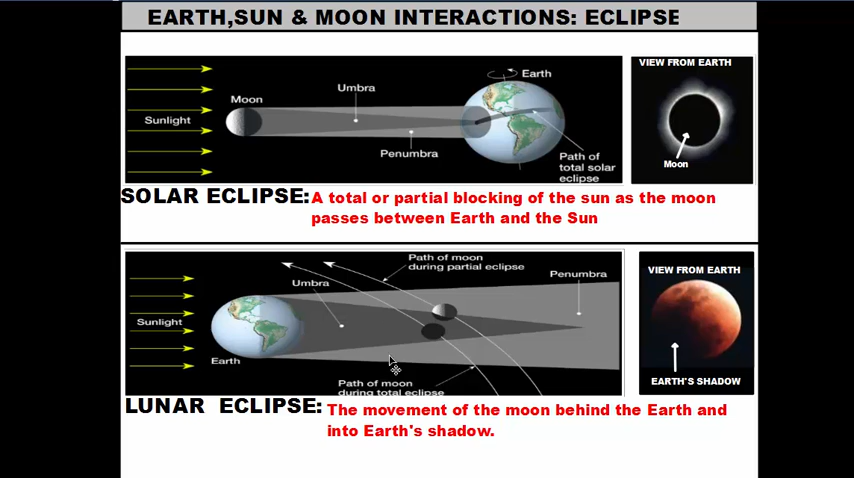 EARTH,SUN & MOON INTERACTIONS: ECLIPSE
Earth
Umbra
Moon
Sunlight
Penumbra
Path of
total solar
eclipse
VIEW FROM EARTH
Moon
SOLAR ECLIPSE: A total or partial blocking of the sun as the moon
passes between Earth and the Sun
Path of moon
during partial eclipse
Penumbra
Umbra
Sunlight
Earth
Path of moon
during total eclipse
VIEW FROM EARTH
EARTH'S SHADOW
LUNAR ECLIPSE: The movement of the moon behind the Earth and
into Earth's shadow.